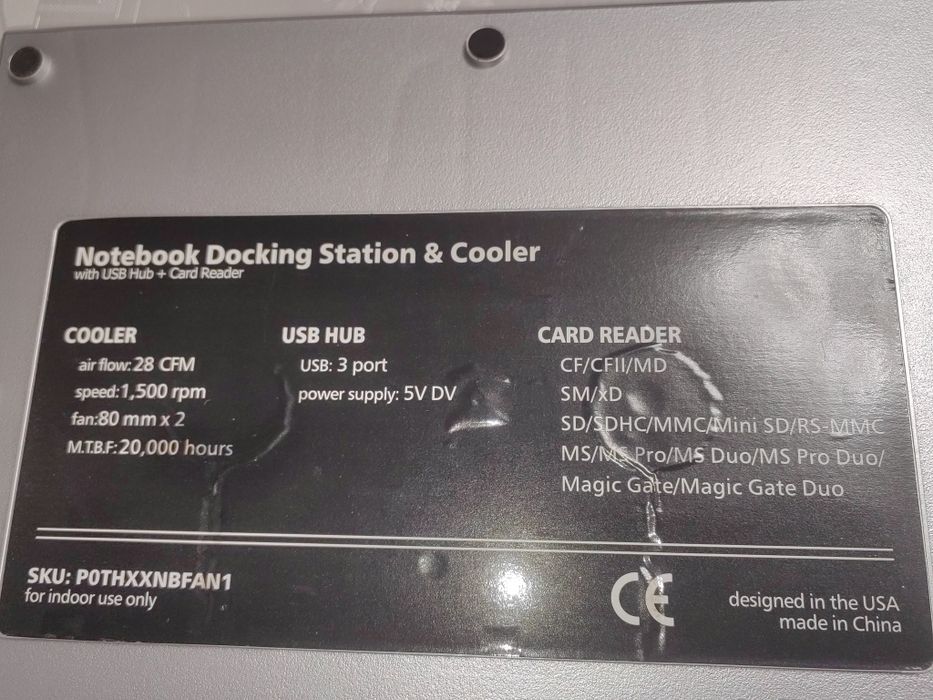 Notebook Docking Station & Cooler
with USB Hub + Card Reader
COOLER
air flow: 28 CFM
speed: 1,500 rpm
fan: 80 mm x 2
M.T.B.F: 20,000 hours
USB HUB
USB: 3 port
power supply: 5V DV
CARD READER
CF/CFII/MD
SM/xD
SD/SDHC/MMC/Mini SD/RS-MMC
MS/MS Pro/MS Duo/MS Pro Duo/
Magic Gate/Magic Gate Duo
SKU: P0THXXNBFAN1
for indoor use only
CE
designed in the USA
made in China